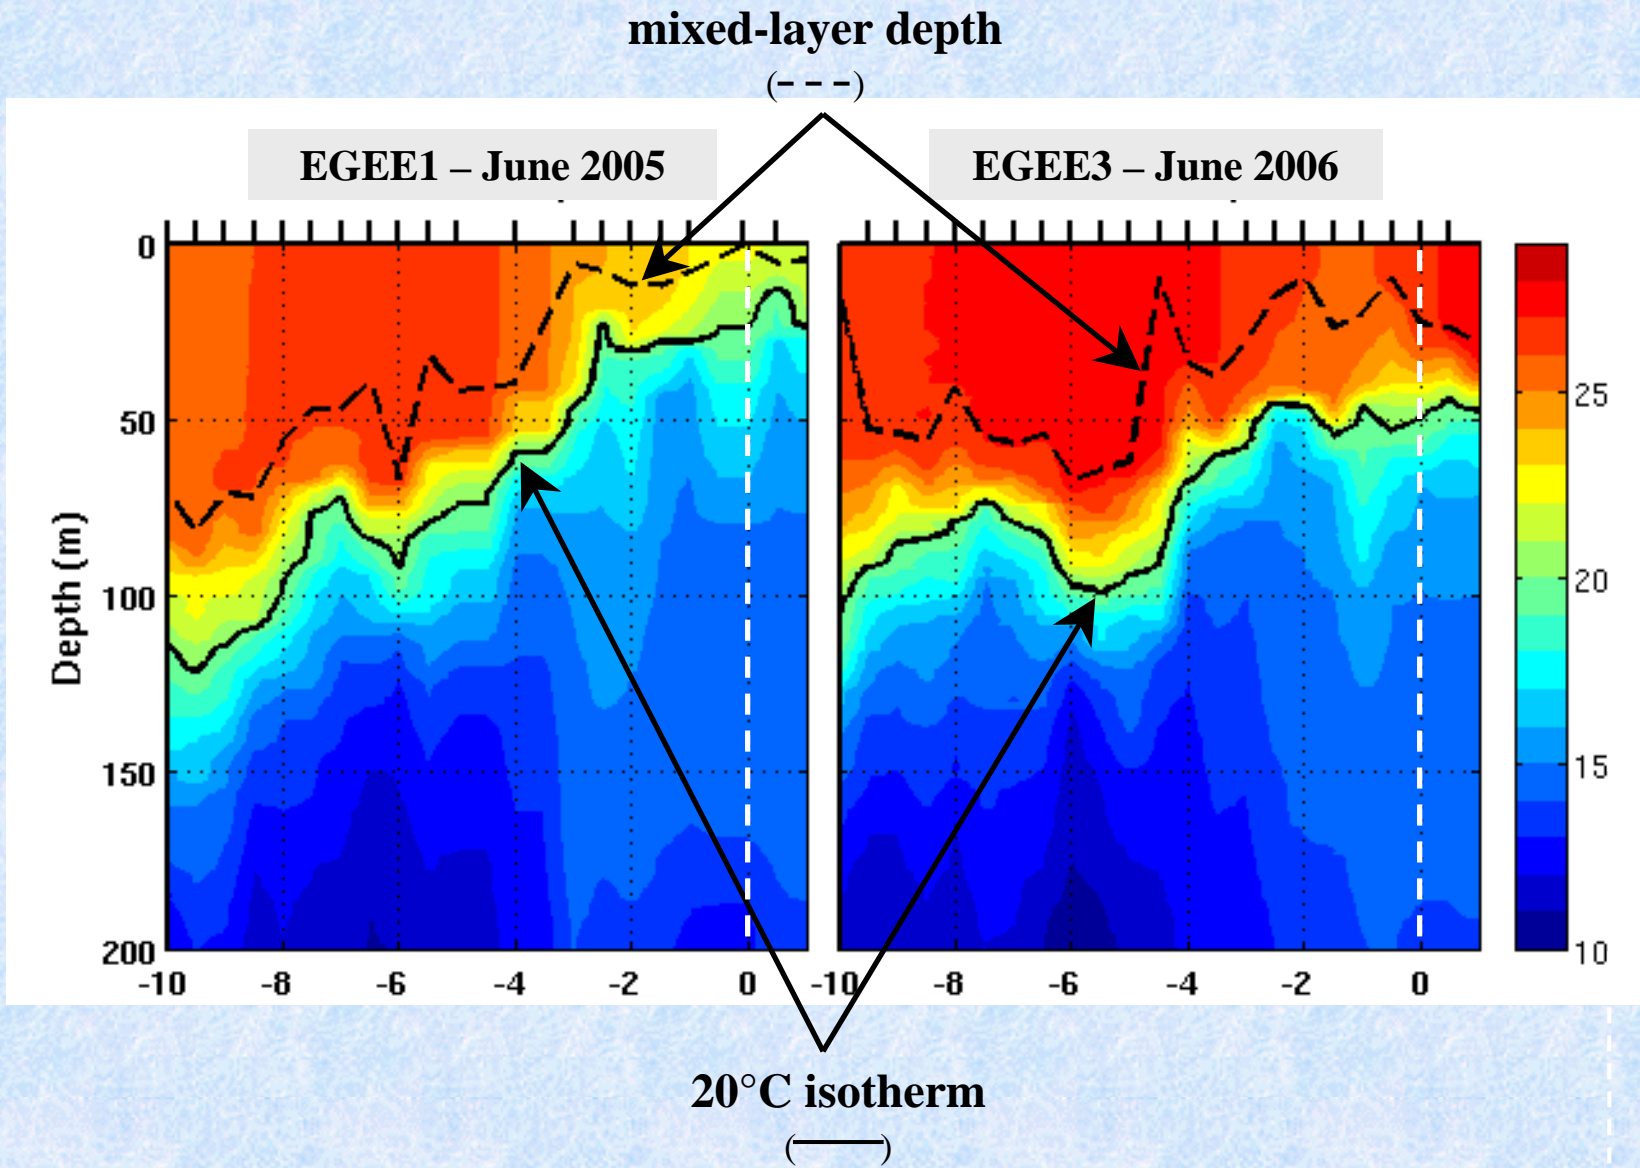 mixed-layer depth
(- - -)
EGEE1 – June 2005
EGEE3 – June 2006
0
50
100
150
200
Depth (m)
-10 -8 -6 -4 -2 0
-10 -8 -6 -4 -2 0
25
20
15
10
20°C isotherm
(——)